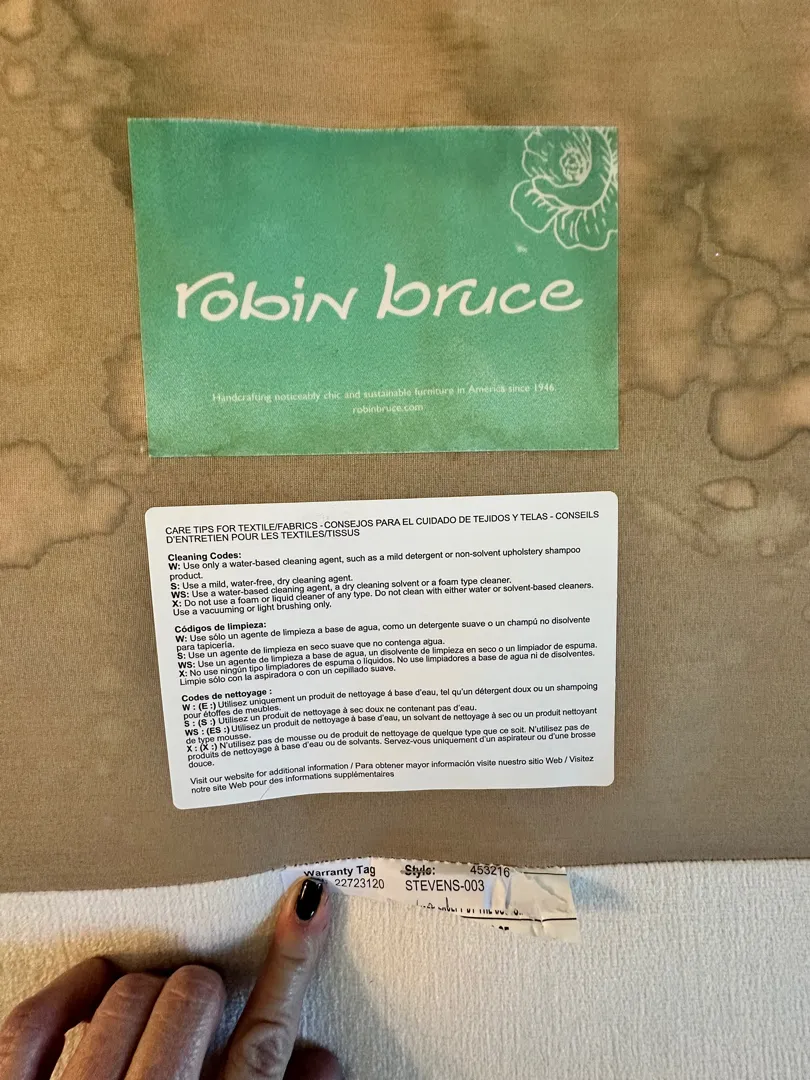 robin bruce
Handcrafting noticeably chic and sustainable furniture in America since 1946
robinbruce.com
CARE TIPS FOR TEXTILE/FABRICS - CONSEJOS PARA EL CUIDADO DE TEJIDOS Y TELAS - CONSEILS
D'ENTRETIEN POUR LES TEXTILES/TISSUS
Cleaning Codes:
W: Use only a water-based cleaning agent, such as a mild detergent or non-solvent upholstery shampoo
product.
S: Use a mild, water-free, dry cleaning agent.
WS: Use a water-based cleaning agent, a dry cleaning solvent or a foam type cleaner.
X: Do not use a foam or liquid cleaner of any type. Do not clean with either water or solvent-based cleaners.
Use a vacuuming or light brushing only.
Códigos de limpieza:
W: Use sólo un agente de limpieza a base de agua, como un detergente suave o un champú no disolvente
para tapicería.
S: Use un agente de limpieza en seco suave que no contenga agua.
WS: Use un agente de limpieza a base de agua, un disolvente de limpieza en seco o un limpiador de espuma.
X: No use ningún tipo limpiadores de espuma o líquidos. No use limpiadores a base de agua ni de disolventes.
Limpie sólo con la aspiradora o con un cepillado suave.
Codes de nettoyage :
W : (E :) Utilisez uniquement un produit de nettoyage à base d'eau, tel qu'un détergent doux ou un shampoing
pour étoffes de meubles.
S : (S :) Utilisez un produit de nettoyage à sec doux ne contenant pas d'eau.
WS : (ES :) Utilisez un produit de nettoyage à base d'eau, un solvant de nettoyage à sec ou un produit nettoyant
de type mousse.
X : (X :) N'utilisez pas de mousse ou de produit de nettoyage de quelque type que ce soit. N'utilisez pas de
produits de nettoyage à base d'eau ou de solvants. Servez-vous uniquement d'un aspirateur ou d'une brosse
douce.
Visit our website for additional information / Para obtener mayor información visite nuestro sitio Web / Visitez
notre site Web pour des informations supplémentaires
Warranty Tag Style: 453216
22723120 STEVENS-003